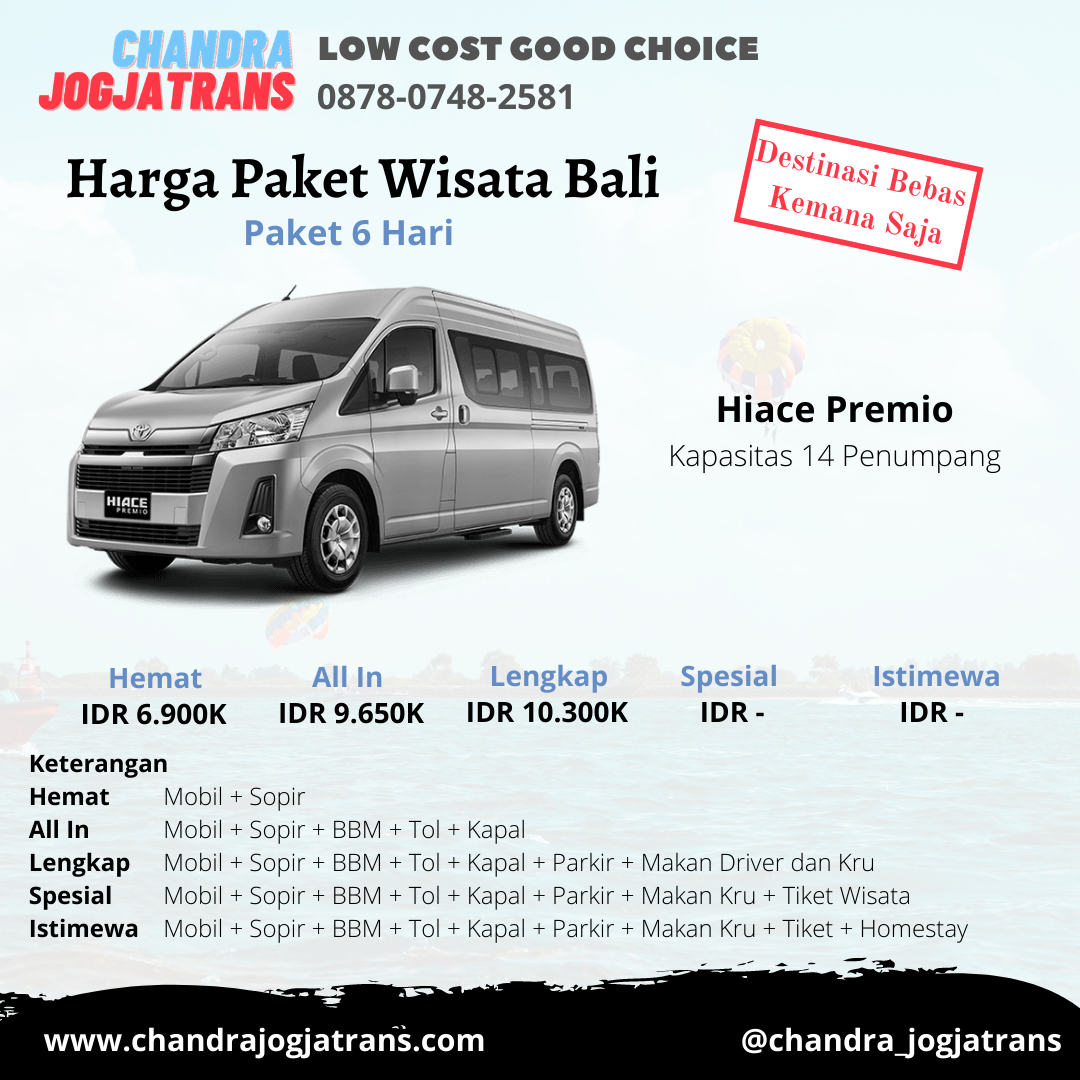 CHANDRA
JOGJATRANS
LOW COST GOOD CHOICE
0878-0748-2581
Harga Paket Wisata Bali
Paket 6 Hari
Destinasi Bebas
Kemana Saja
HIACE
PREMIO
Hiace Premio
Kapasitas 14 Penumpang
Hemat All In Lengkap Spesial Istimewa
IDR 6.900K IDR 9.650K IDR 10.300K IDR - IDR -
Keterangan
Hemat Mobil + Sopir
All In Mobil + Sopir + BBM + Tol + Kapal
Lengkap Mobil + Sopir + BBM + Tol + Kapal + Parkir + Makan Driver dan Kru
Spesial Mobil + Sopir + BBM + Tol + Kapal + Parkir + Makan Kru + Tiket Wisata
Istimewa Mobil + Sopir + BBM + Tol + Kapal + Parkir + Makan Kru + Tiket + Homestay
www.chandrajogjatrans.com @chandra_jogjatrans